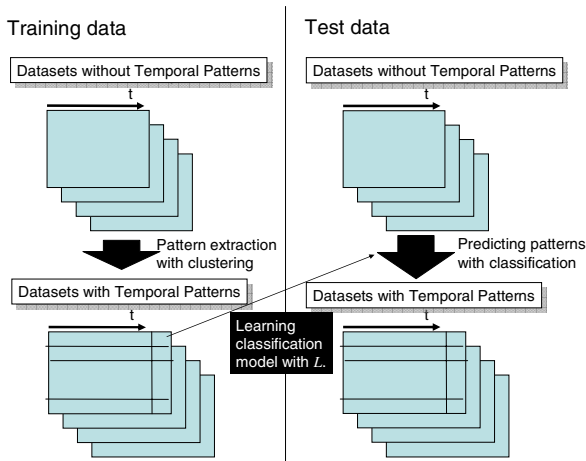 Training data
Datasets without Temporal Patterns
t
Pattern extraction
with clustering
Datasets with Temporal Patterns
t
Learning
classification
model with L.
Test data
Datasets without Temporal Patterns
t
Predicting patterns
with classification
Datasets with Temporal Patterns
t